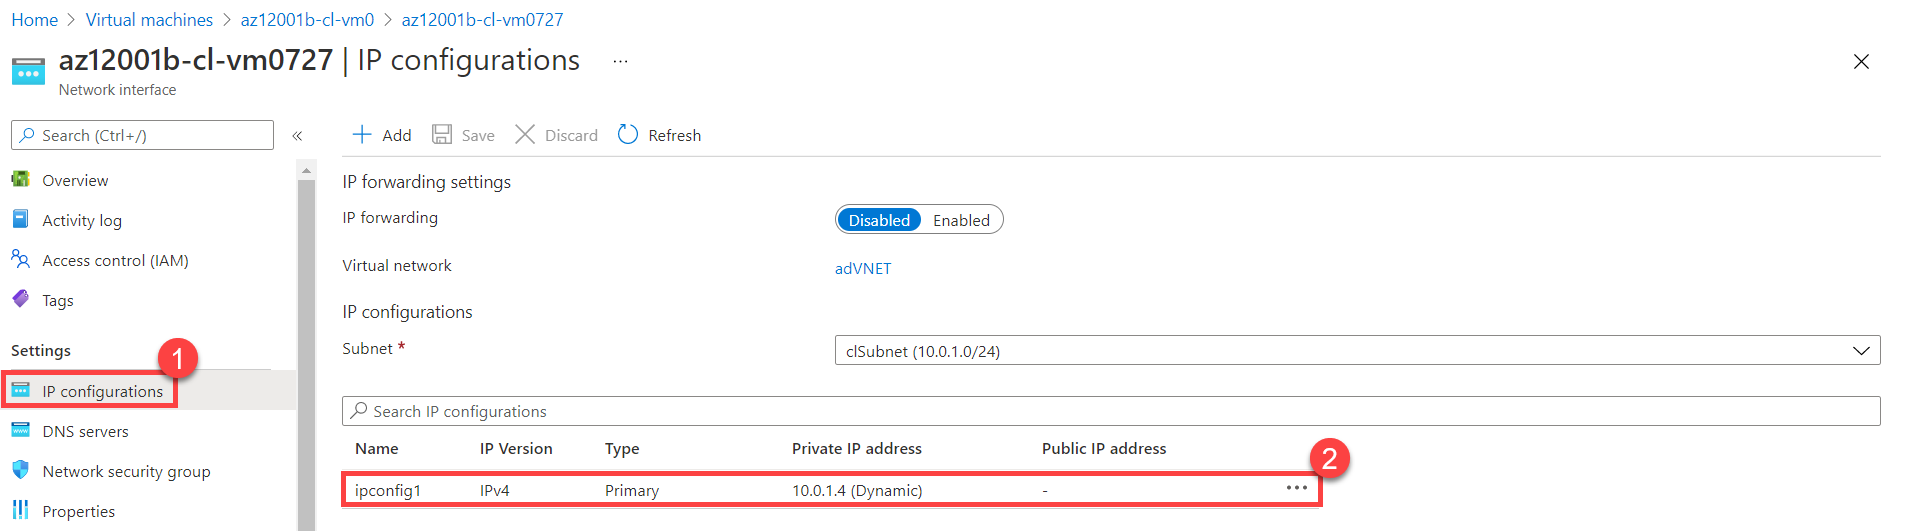 Home > Virtual machines > az12001b-cl-vm0 > az12001b-cl-vm0727
az12001b-cl-vm0727 | IP configurations ...
Network interface
Search (Ctrl+/) «
Add Save Discard Refresh
Overview
Activity log
Access control (IAM)
Tags
Settings
1
IP configurations
DNS servers
Network security group
Properties
IP forwarding settings
IP forwarding Disabled Enabled
Virtual network adVNET
IP configurations
Subnet * clSubnet (10.0.1.0/24)
Search IP configurations
Name IP Version Type Private IP address Public IP address
2
ipconfig1 IPv4 Primary 10.0.1.4 (Dynamic) - ...